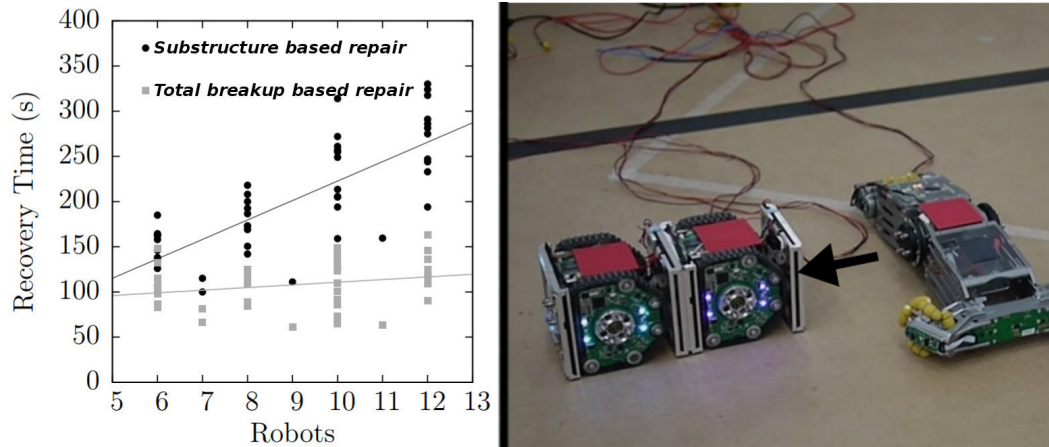 400
350
300
250
200
150
100
50
0
Recovery Time (s)
Substructure based repair
Total breakup based repair
5 6 7 8 9 10 11 12 13
Robots